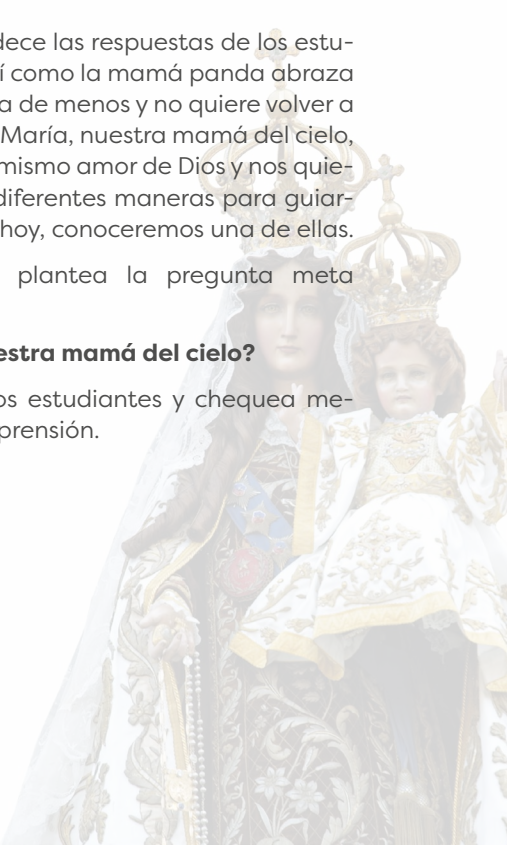 dece las respuestas de los estu-
í como la mamá panda abraza
a de menos y no quiere volver a
María, nuestra mamá del cielo,
mismo amor de Dios y nos quie-
diferentes maneras para guiar-
hoy, conoceremos una de ellas.
plantea la pregunta meta
estra mamá del cielo?
os estudiantes y chequea me-
prensión.